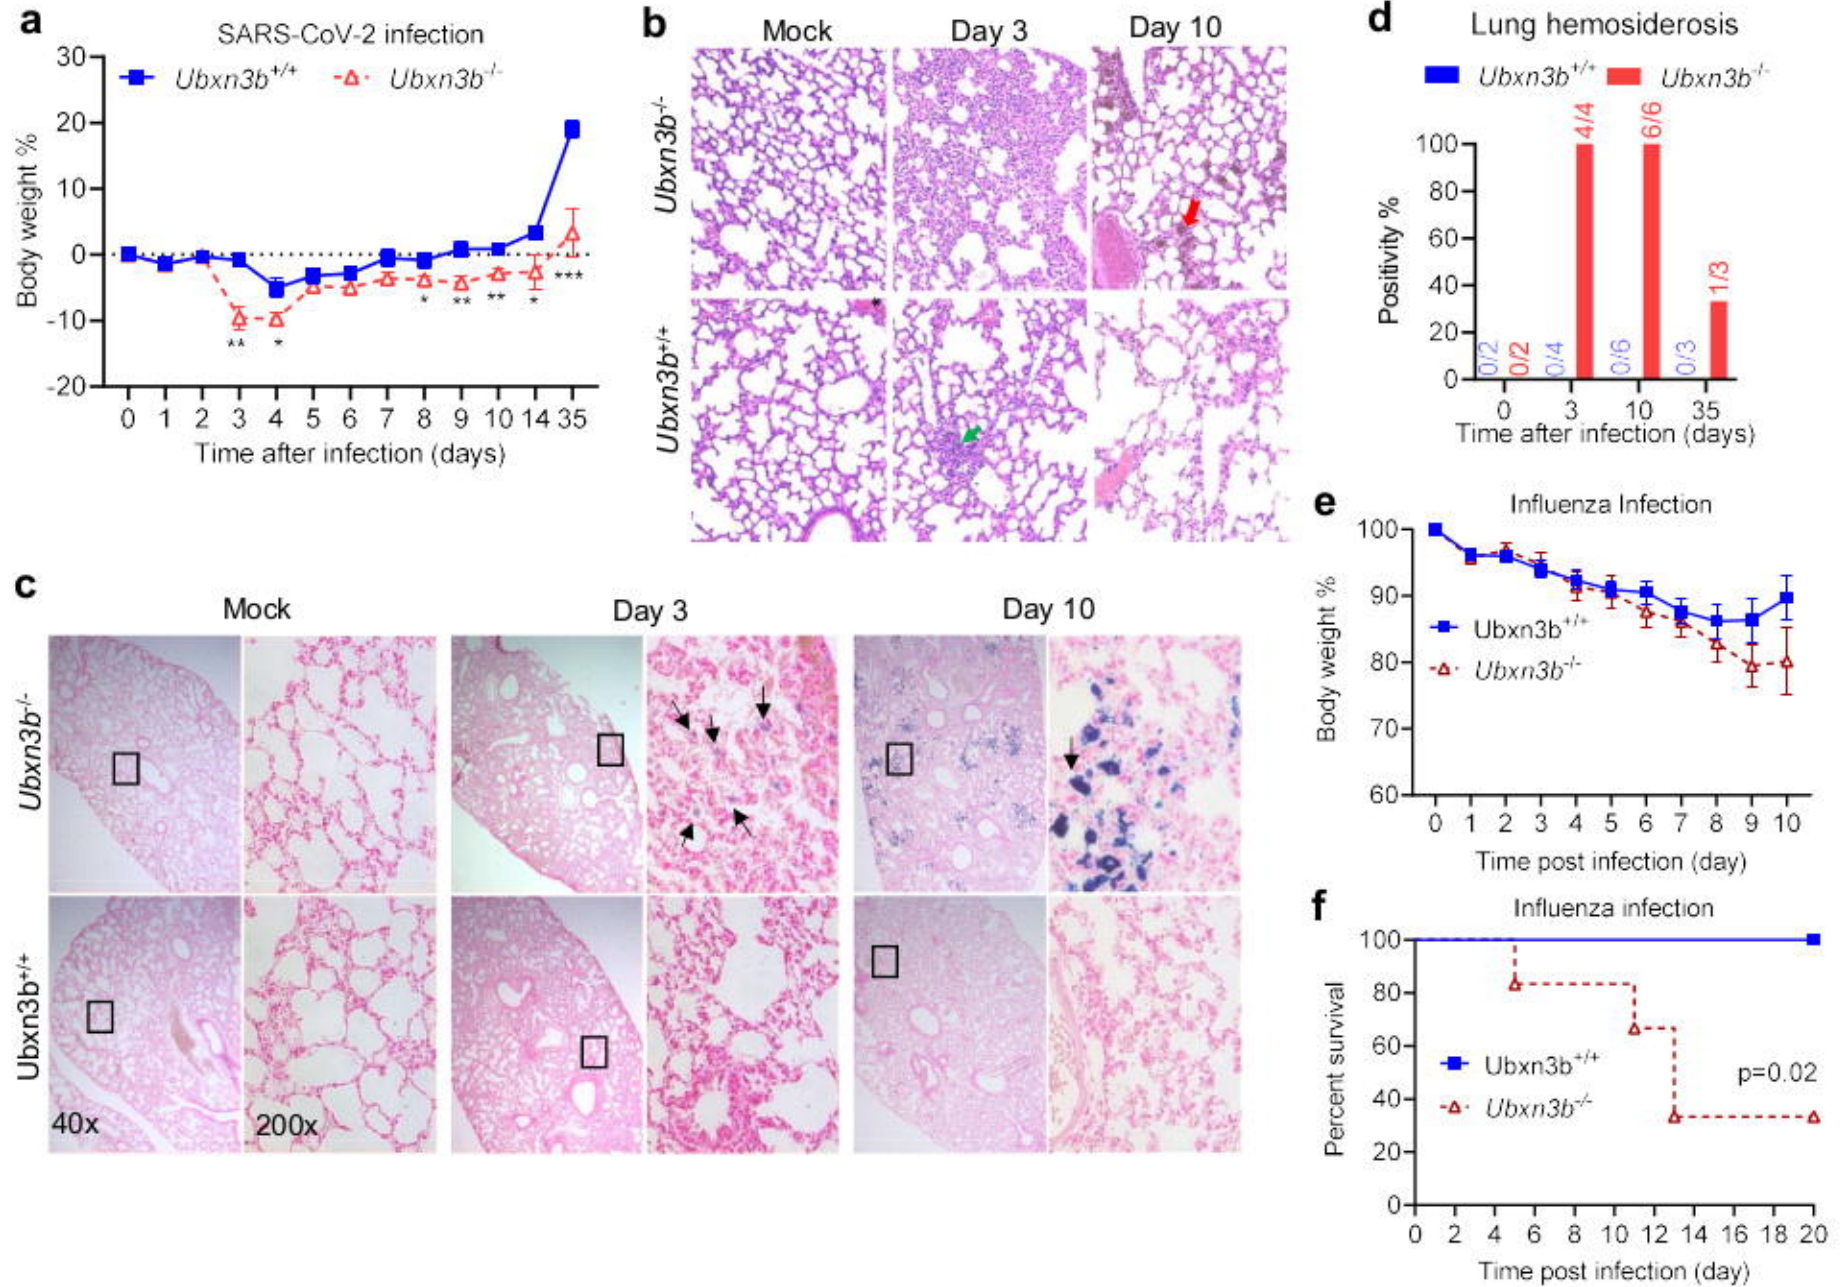 a
SARS-CoV-2 infection
Ubxn3b+/+ Ubxn3b-/-
Body weight %
30
20
10
0
-10
-20
** * * ** ** * ***
0 1 2 3 4 5 6 7 8 9 10 14 35
Time after infection (days)
b
Mock Day 3 Day 10
Ubxn3b-/-
Ubxn3b+/+
*
d
Lung hemosiderosis
Ubxn3b+/+ Ubxn3b-/-
Positivity %
100
80
60
40
20
0
0/2 0/2 0/4 4/4 0/6 6/6 0/3 1/3
0 3 10 35
Time after infection (days)
c
Mock Day 3 Day 10
Ubxn3b-/-
Ubxn3b+/+
40x 200x
e
Influenza Infection
Body weight %
100
90
80
70
60
Ubxn3b+/+
Ubxn3b-/-
0 1 2 3 4 5 6 7 8 9 10
Time post infection (day)
f
Influenza infection
Percent survival
100
80
60
40
20
0
Ubxn3b+/+
Ubxn3b-/-
p=0.02
0 2 4 6 8 10 12 14 16 18 20
Time post infection (day)